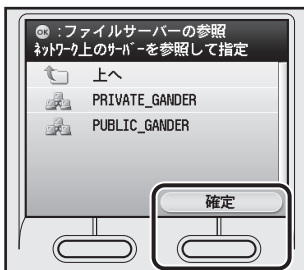 OK :ファイルサーバーの参照
ﾈｯﾄﾜｰｸ上のｻｰﾊﾞｰを参照して指定
上へ
PRIVATE_GANDER
PUBLIC_GANDER
確定